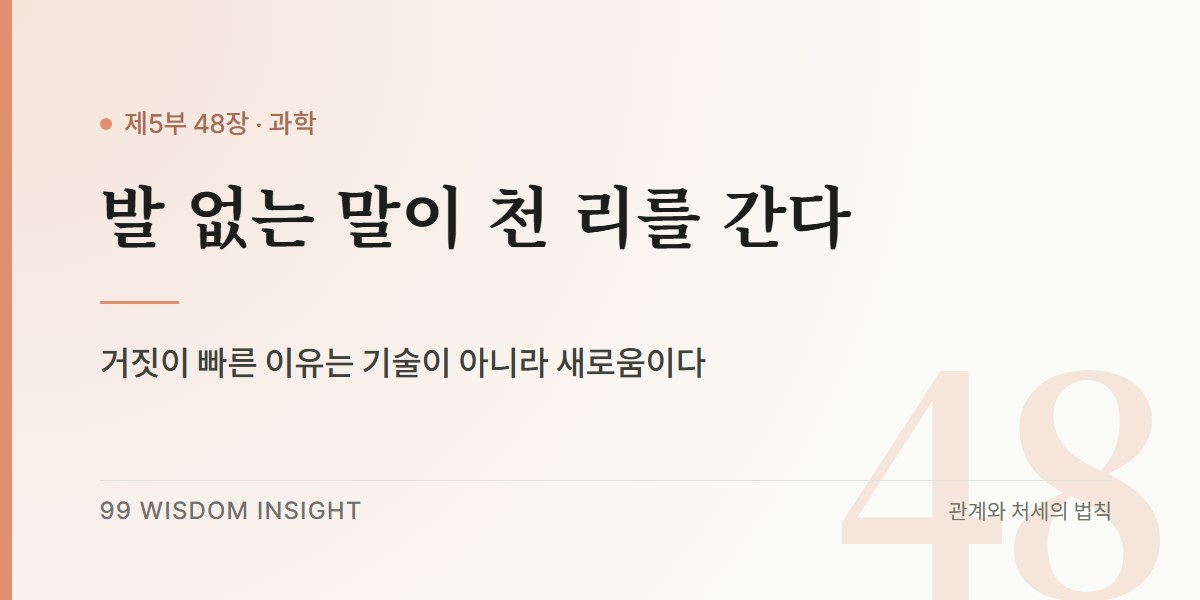 제5부 48장 · 과학
발 없는 말이 천 리를 간다
거짓이 빠른 이유는 기술이 아니라 새로움이다
99 WISDOM INSIGHT
관계와 처세의 법칙
48